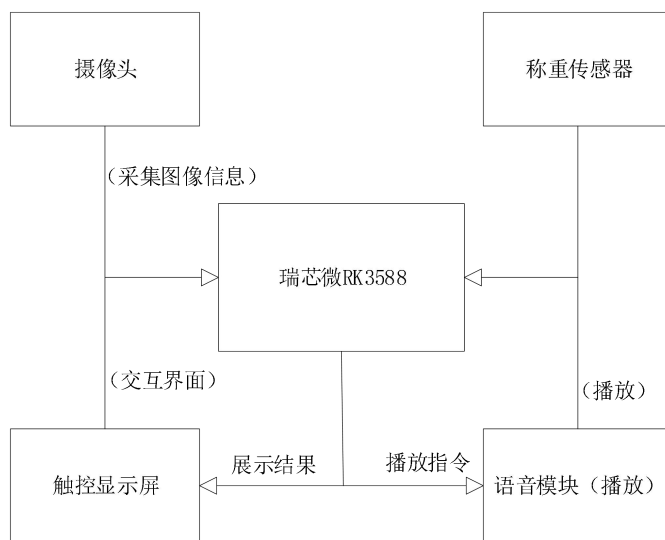 摄像头
称重传感器
（采集图像信息）
瑞芯微RK3588
（交互界面）
（播放）
展示结果
播放指令
触控显示屏
语音模块（播放）